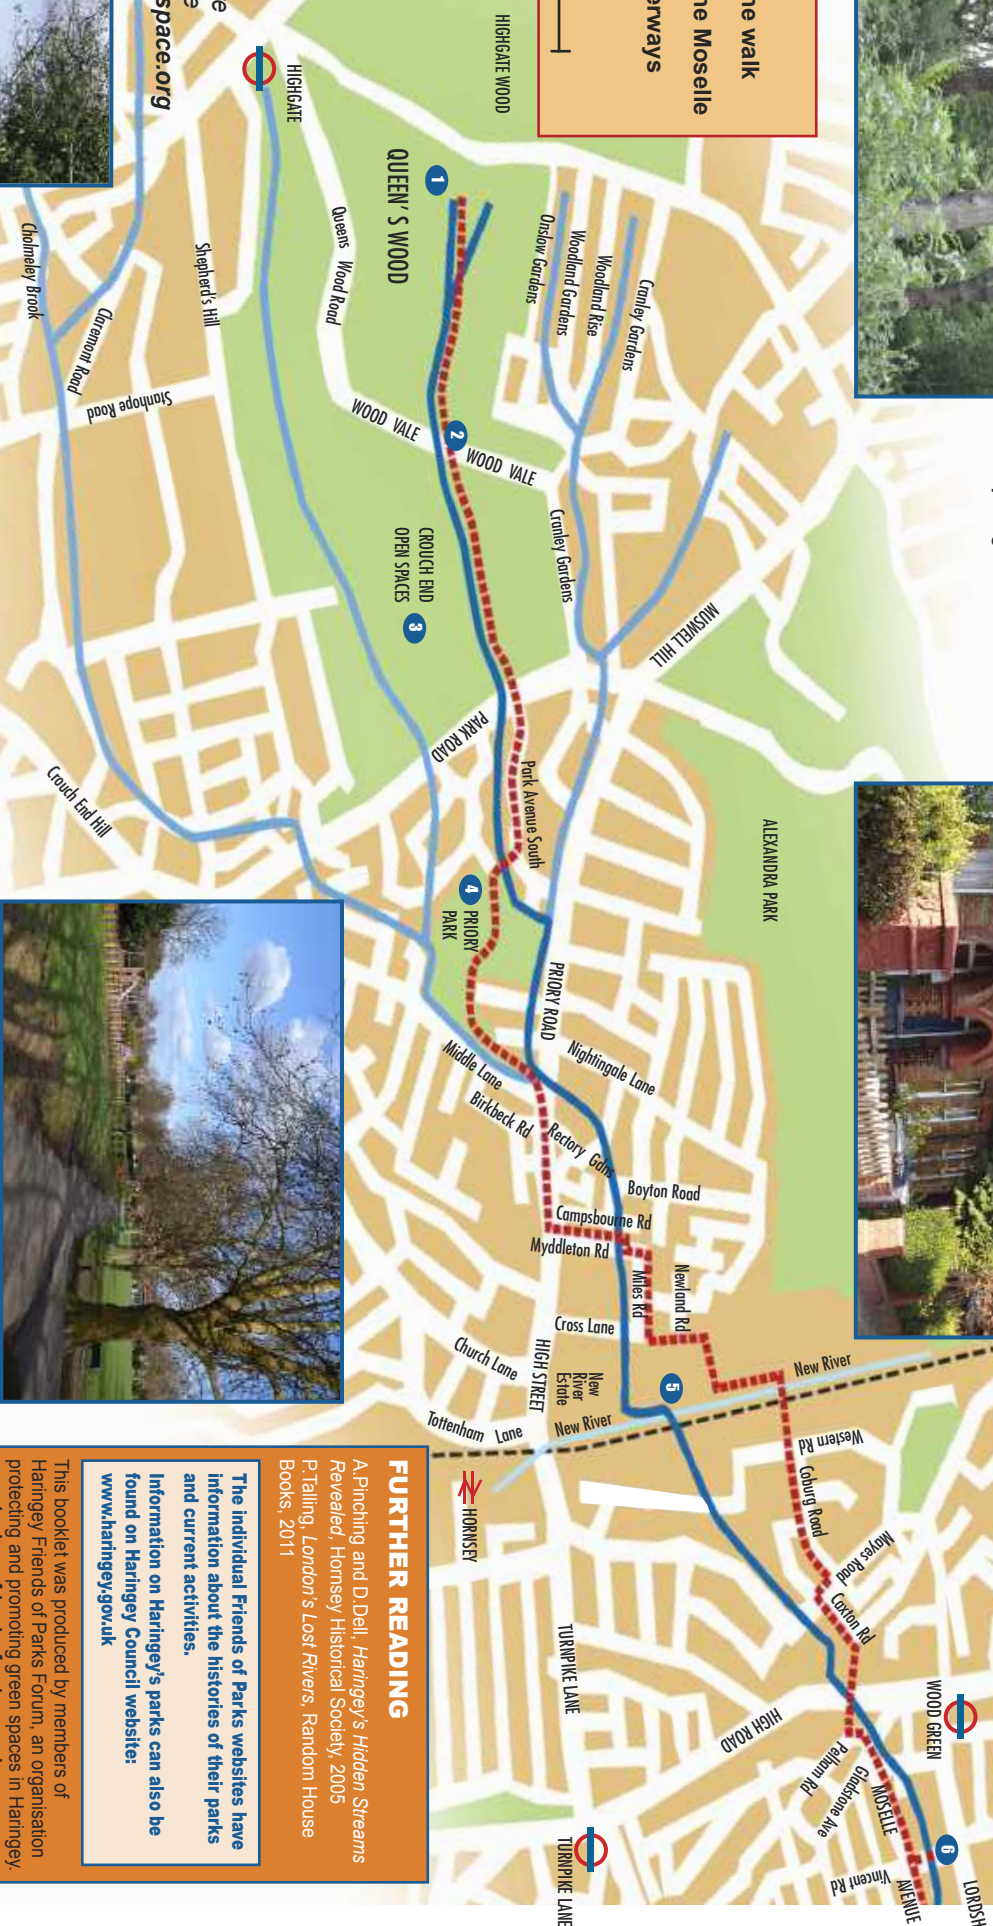 ne walk
ne Moselle
erways
HIGHGATE WOOD
space.org
e
e
HIGHGATE
QUEEN' S WOOD
1
Queens Wood Road
Shepherd's Hill
Cholmeley Brook
Claremont Road
Stanhope Road
Onslow Gardens
Woodland Gardens
Woodland Rise
Cranley Gardens
WOOD VALE
2
WOOD VALE
Cranley Gardens
CROUCH END
OPEN SPACES
3
MUSWELL HILL
PARK ROAD
Crouch End Hill
Park Avenue South
ALEXANDRA PARK
4
PRIORY
PARK
PRIORY ROAD
Nightingale Lane
Middle Lane
Birkbeck Rd
Rectory Gdns
Boyton Road
Campsbourne Rd
Myddleton Rd
Miles Rd
Newland Rd
Cross Lane
Church Lane
HIGH STREET
New
River
Estate
5
New River
New River
Tottenham Lane
HORNSEY
Western Rd
Coburg Road
Mayes Road
Caxton Rd
TURNPIKE LANE
HIGH ROAD
WOOD GREEN
Pelham Rd
Gladstone Ave
MOSELLE
AVENUE
Vincent Rd
6
LORDSH
TURNPIKE LANE
FURTHER READING
A.Pinching and D.Dell, Haringey's Hidden Streams
Revealed, Hornsey Historical Society, 2005
P.Talling, London's Lost Rivers, Random House
Books, 2011
The individual Friends of Parks websites have
information about the histories of their parks
and current activities.
Information on Haringey's parks can also be
found on Haringey Council website:
www.haringey.gov.uk
This booklet was produced by members of
Haringey Friends of Parks Forum, an organisation
protecting and promoting green spaces in Haringey.